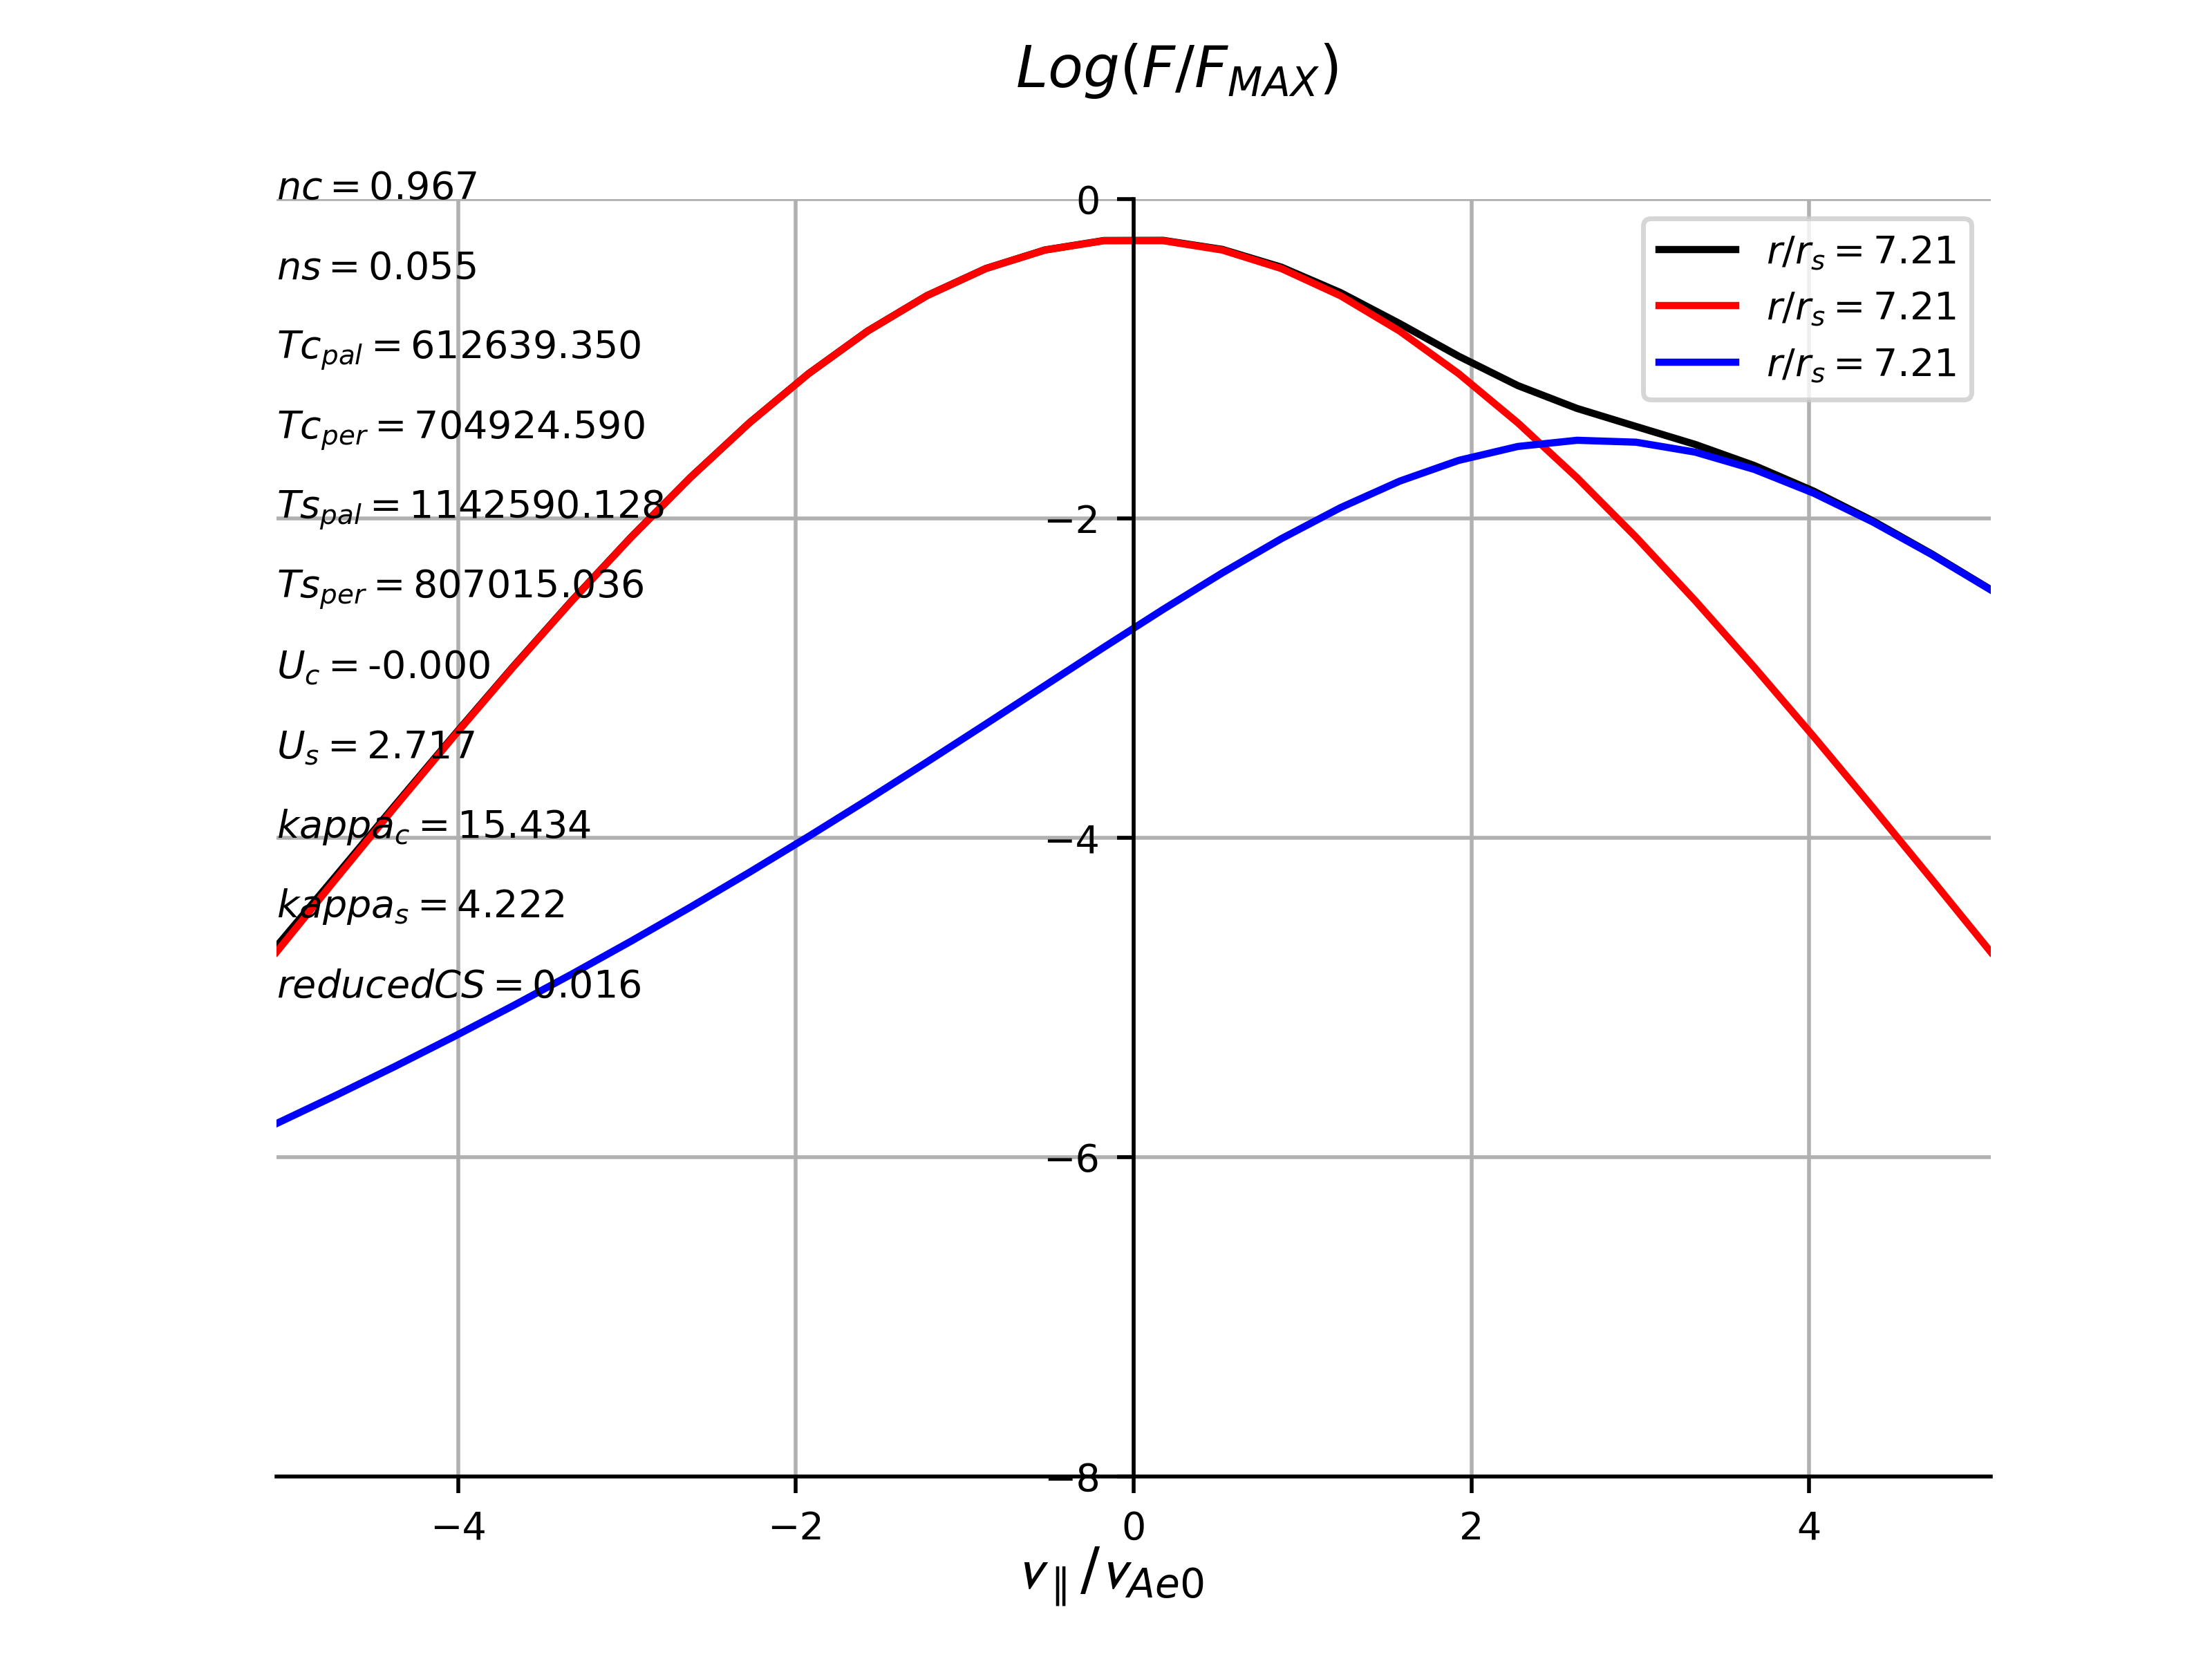 Log(F/F_MAX)
nc = 0.967
ns = 0.055
Tc_pal = 612639.350
Tc_per = 704924.590
Ts_pal = 1142590.128
Ts_per = 807015.036
U_c = -0.000
U_s = 2.717
kappa_c = 15.434
kappa_s = 4.222
reducedCS = 0.016
r/r_s = 7.21
r/r_s = 7.21
r/r_s = 7.21
0
−2
−4
−6
−8
−4 −2 0 2 4
v_∥/v_Ae0